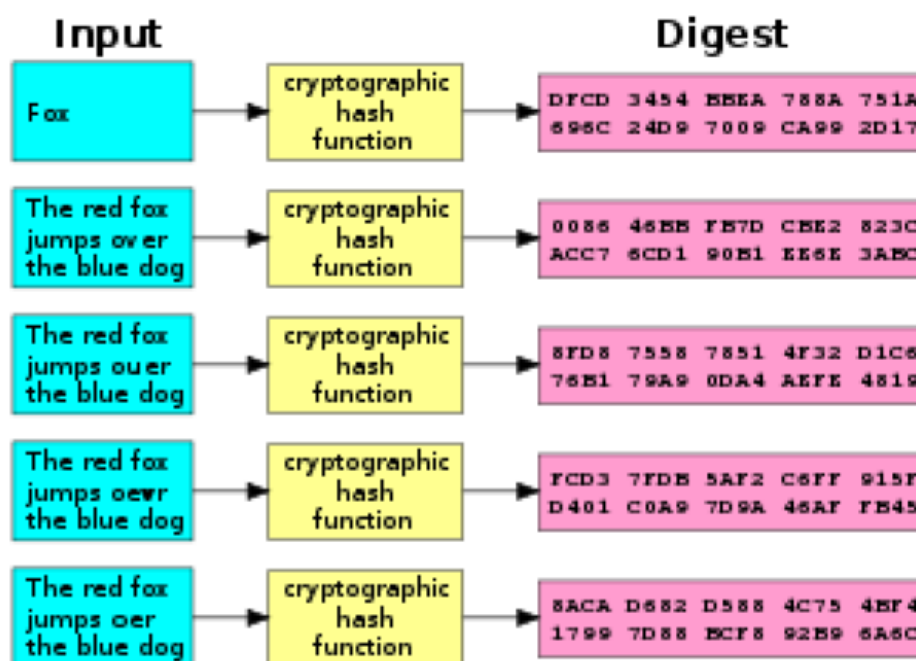 Input Digest
Fox
cryptographic
hash
function
DFCD 3454 BBEA 788A 751A
696C 24D9 7009 CA99 2D17
The red fox
jumps over
the blue dog
cryptographic
hash
function
0086 46BB FB7D CBE2 823C
ACC7 6CD1 90B1 EE6E 3ABC
The red fox
jumps ouer
the blue dog
cryptographic
hash
function
8FD8 7558 7851 4F32 D1C6
76B1 79A9 0DA4 AEFE 4819
The red fox
jumps oevr
the blue dog
cryptographic
hash
function
FCD3 7FDB 5AF2 C6FF 915F
D401 C0A9 7D9A 46AF FB45
The red fox
jumps oer
the blue dog
cryptographic
hash
function
8ACA D682 D588 4C75 4BF4
1799 7D88 BCF8 92B9 6A6C